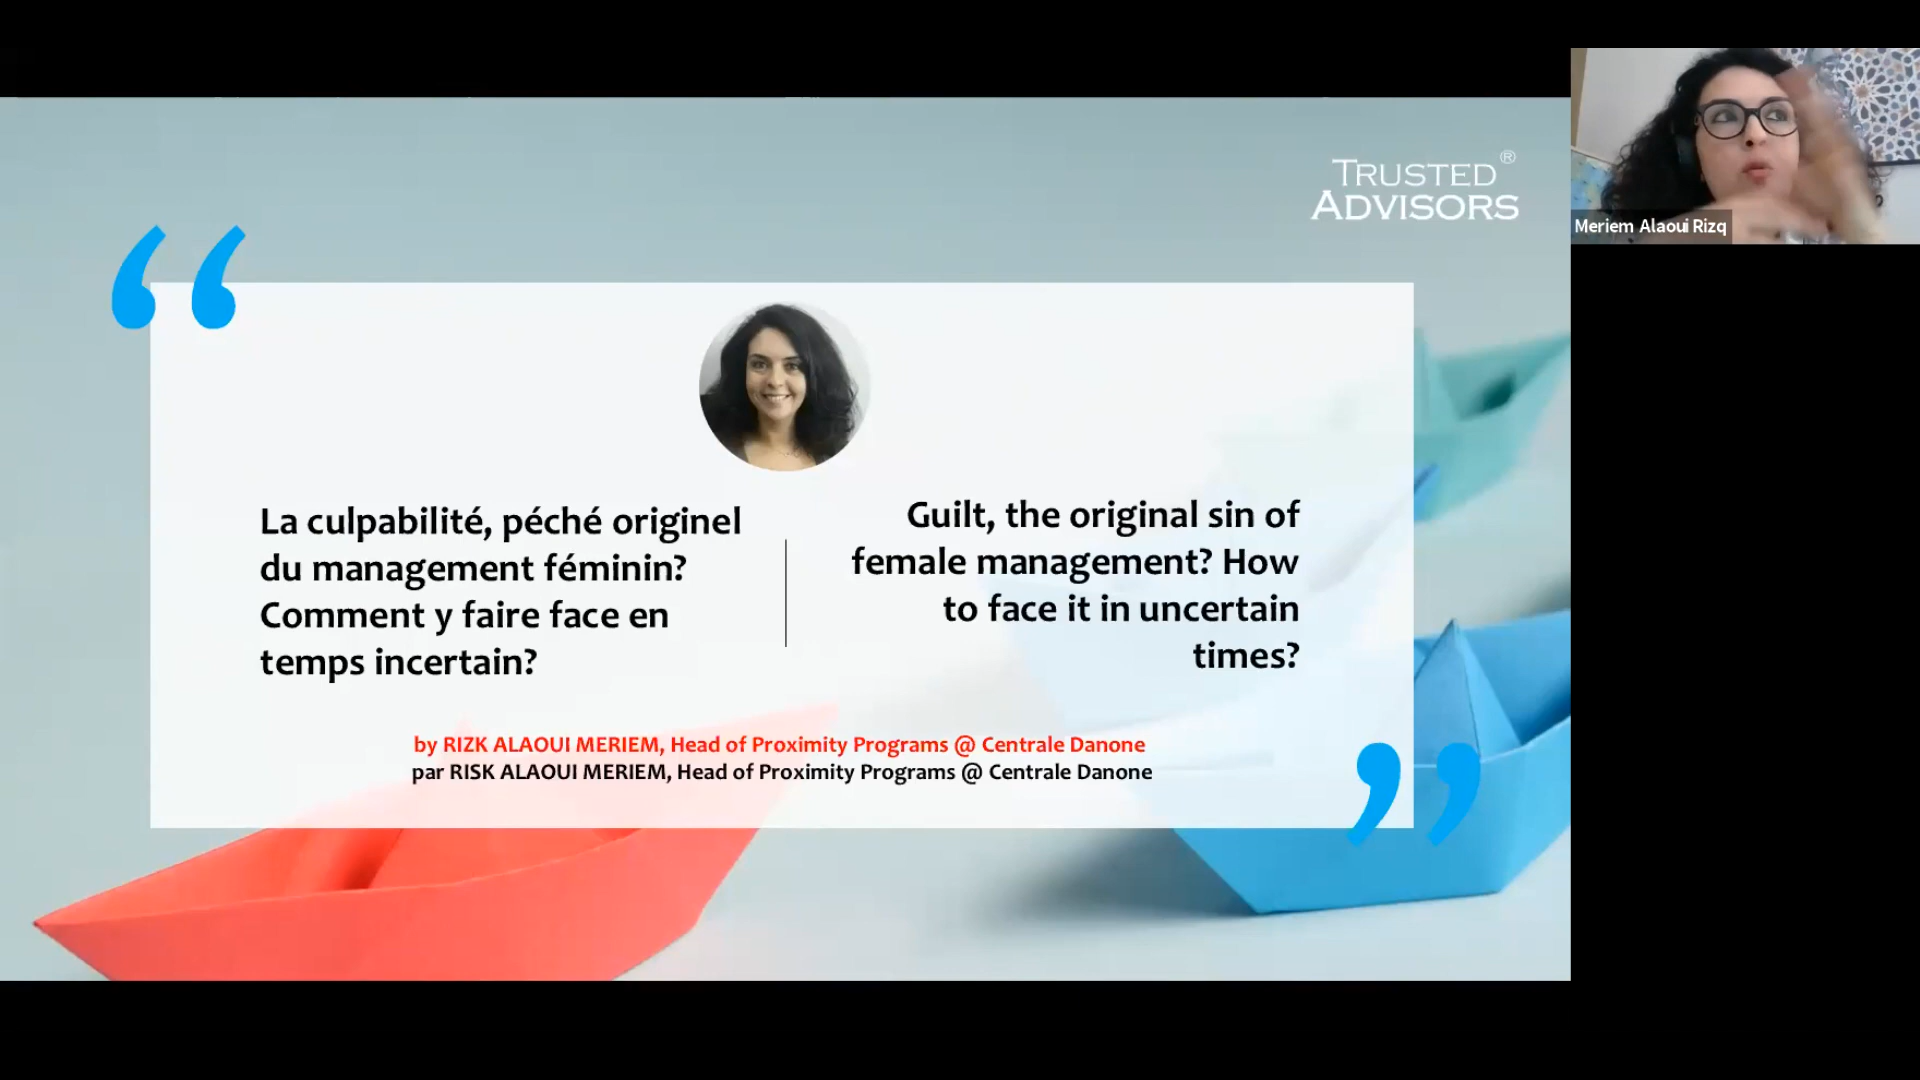 TRUSTED®
ADVISORS
Meriem Alaoui Rizq
“
La culpabilité, péché originel
du management féminin?
Comment y faire face en
temps incertain?
Guilt, the original sin of
female management? How
to face it in uncertain
times?
by RIZK ALAOUI MERIEM, Head of Proximity Programs @ Centrale Danone
par RISK ALAOUI MERIEM, Head of Proximity Programs @ Centrale Danone
”